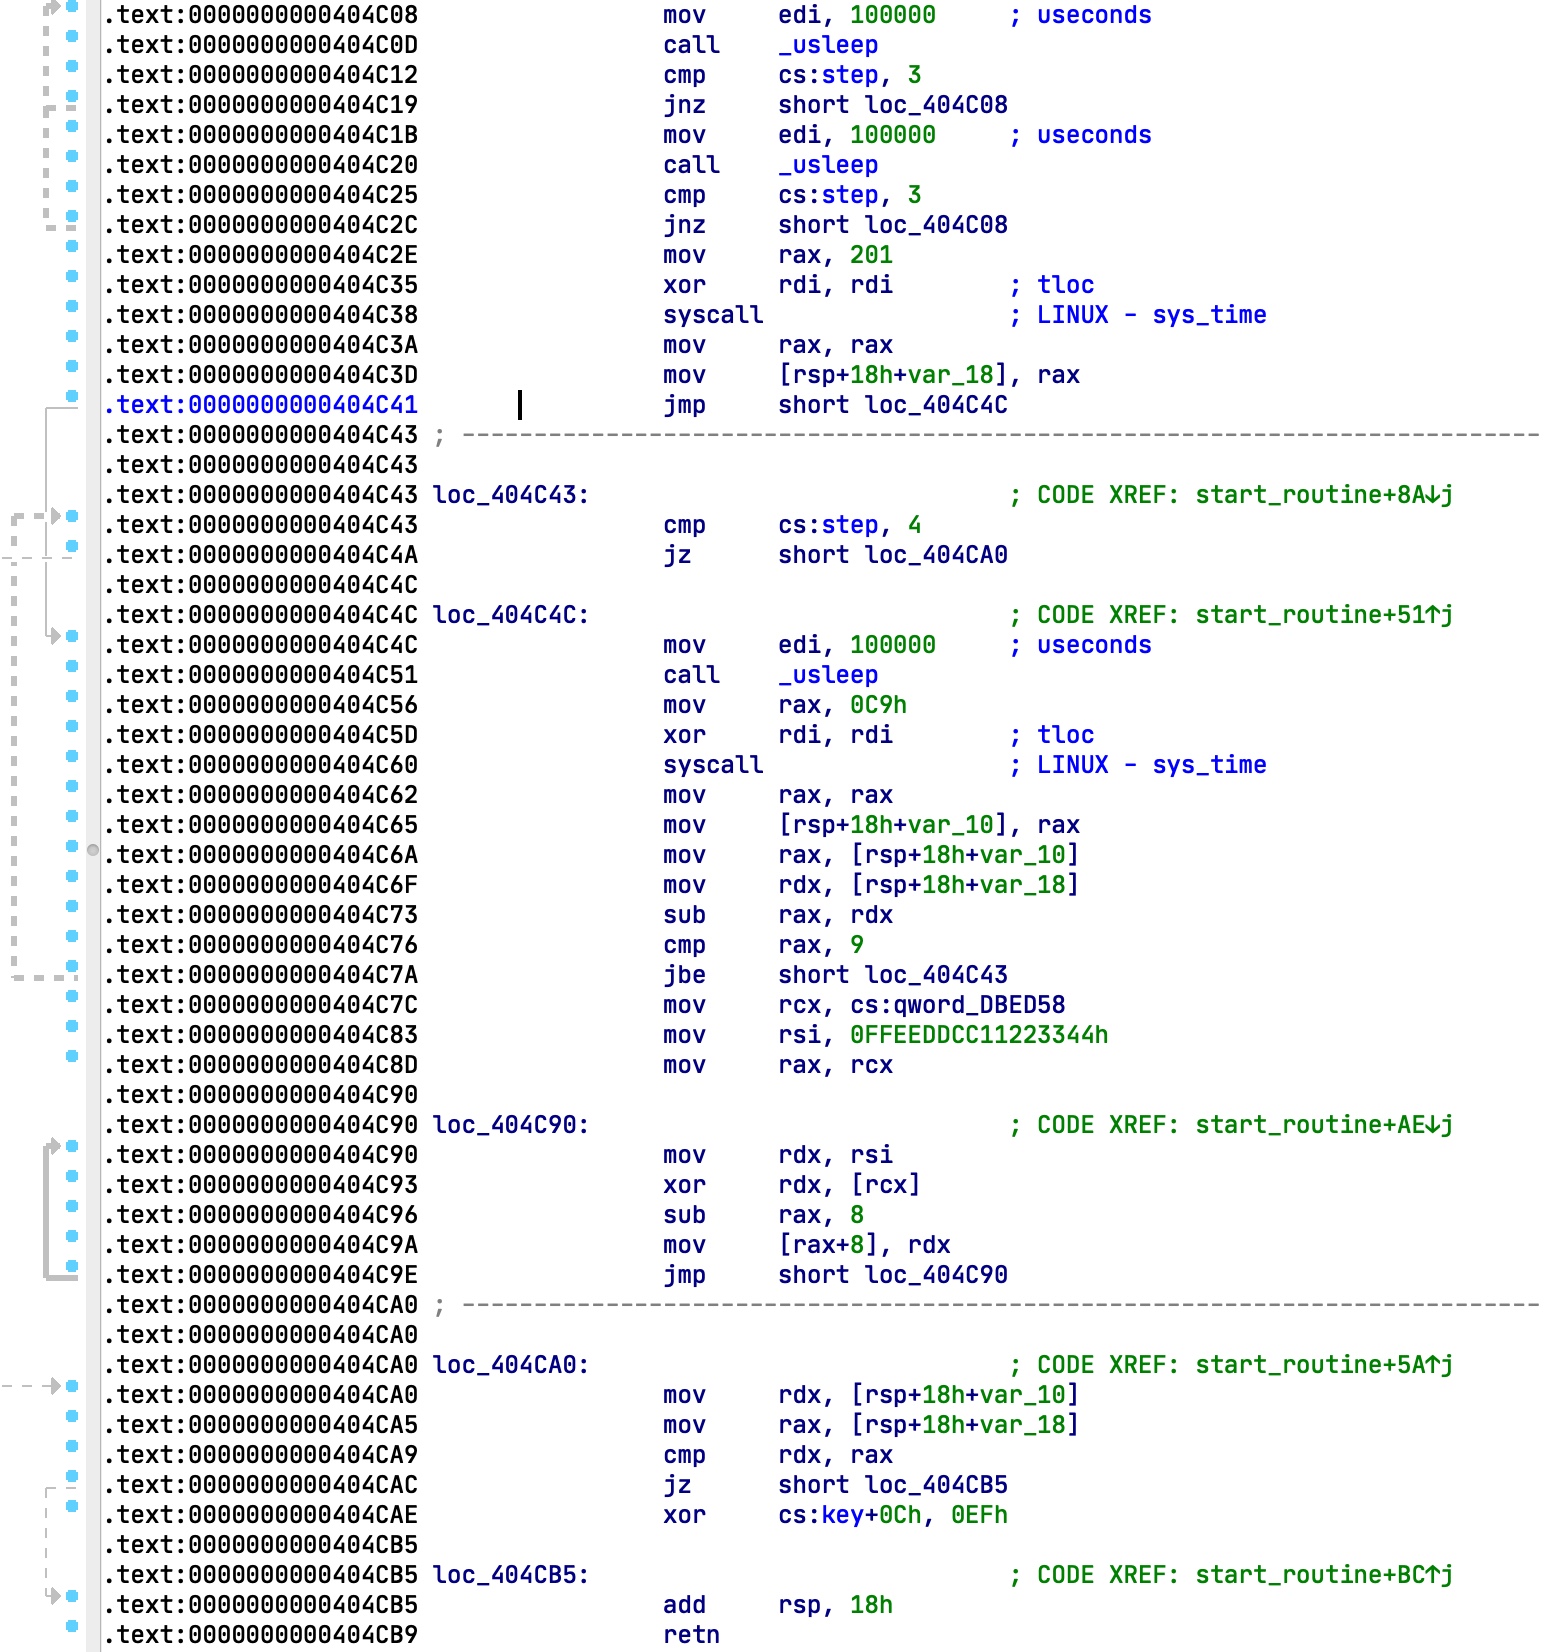 .text:0000000000404C08                 mov     edi, 100000     ; useconds
.text:0000000000404C0D                 call    _usleep
.text:0000000000404C12                 cmp     cs:step, 3
.text:0000000000404C19                 jnz     short loc_404C08
.text:0000000000404C1B                 mov     edi, 100000     ; useconds
.text:0000000000404C20                 call    _usleep
.text:0000000000404C25                 cmp     cs:step, 3
.text:0000000000404C2C                 jnz     short loc_404C08
.text:0000000000404C2E                 mov     rax, 201
.text:0000000000404C35                 xor     rdi, rdi        ; tloc
.text:0000000000404C38                 syscall                 ; LINUX - sys_time
.text:0000000000404C3A                 mov     rax, rax
.text:0000000000404C3D                 mov     [rsp+18h+var_18], rax
.text:0000000000404C41                 jmp     short loc_404C4C
.text:0000000000404C43 ; ---------------------------------------------------------------------------
.text:0000000000404C43
.text:0000000000404C43 loc_404C43:                             ; CODE XREF: start_routine+8A↓j
.text:0000000000404C43                 cmp     cs:step, 4
.text:0000000000404C4A                 jz      short loc_404CA0
.text:0000000000404C4C
.text:0000000000404C4C loc_404C4C:                             ; CODE XREF: start_routine+51↑j
.text:0000000000404C4C                 mov     edi, 100000     ; useconds
.text:0000000000404C51                 call    _usleep
.text:0000000000404C56                 mov     rax, 0C9h
.text:0000000000404C5D                 xor     rdi, rdi        ; tloc
.text:0000000000404C60                 syscall                 ; LINUX - sys_time
.text:0000000000404C62                 mov     rax, rax
.text:0000000000404C65                 mov     [rsp+18h+var_10], rax
.text:0000000000404C6A                 mov     rax, [rsp+18h+var_10]
.text:0000000000404C6F                 mov     rdx, [rsp+18h+var_18]
.text:0000000000404C73                 sub     rax, rdx
.text:0000000000404C76                 cmp     rax, 9
.text:0000000000404C7A                 jbe     short loc_404C43
.text:0000000000404C7C                 mov     rcx, cs:qword_DBED58
.text:0000000000404C83                 mov     rsi, 0FFEEDDCC11223344h
.text:0000000000404C8D                 mov     rax, rcx
.text:0000000000404C90
.text:0000000000404C90 loc_404C90:                             ; CODE XREF: start_routine+AE↓j
.text:0000000000404C90                 mov     rdx, rsi
.text:0000000000404C93                 xor     rdx, [rcx]
.text:0000000000404C96                 sub     rax, 8
.text:0000000000404C9A                 mov     [rax+8], rdx
.text:0000000000404C9E                 jmp     short loc_404C90
.text:0000000000404CA0 ; ---------------------------------------------------------------------------
.text:0000000000404CA0
.text:0000000000404CA0 loc_404CA0:                             ; CODE XREF: start_routine+5A↑j
.text:0000000000404CA0                 mov     rdx, [rsp+18h+var_10]
.text:0000000000404CA5                 mov     rax, [rsp+18h+var_18]
.text:0000000000404CA9                 cmp     rdx, rax
.text:0000000000404CAC                 jz      short loc_404CB5
.text:0000000000404CAE                 xor     cs:key+0Ch, 0EFh
.text:0000000000404CB5
.text:0000000000404CB5 loc_404CB5:                             ; CODE XREF: start_routine+BC↑j
.text:0000000000404CB5                 add     rsp, 18h
.text:0000000000404CB9                 retn